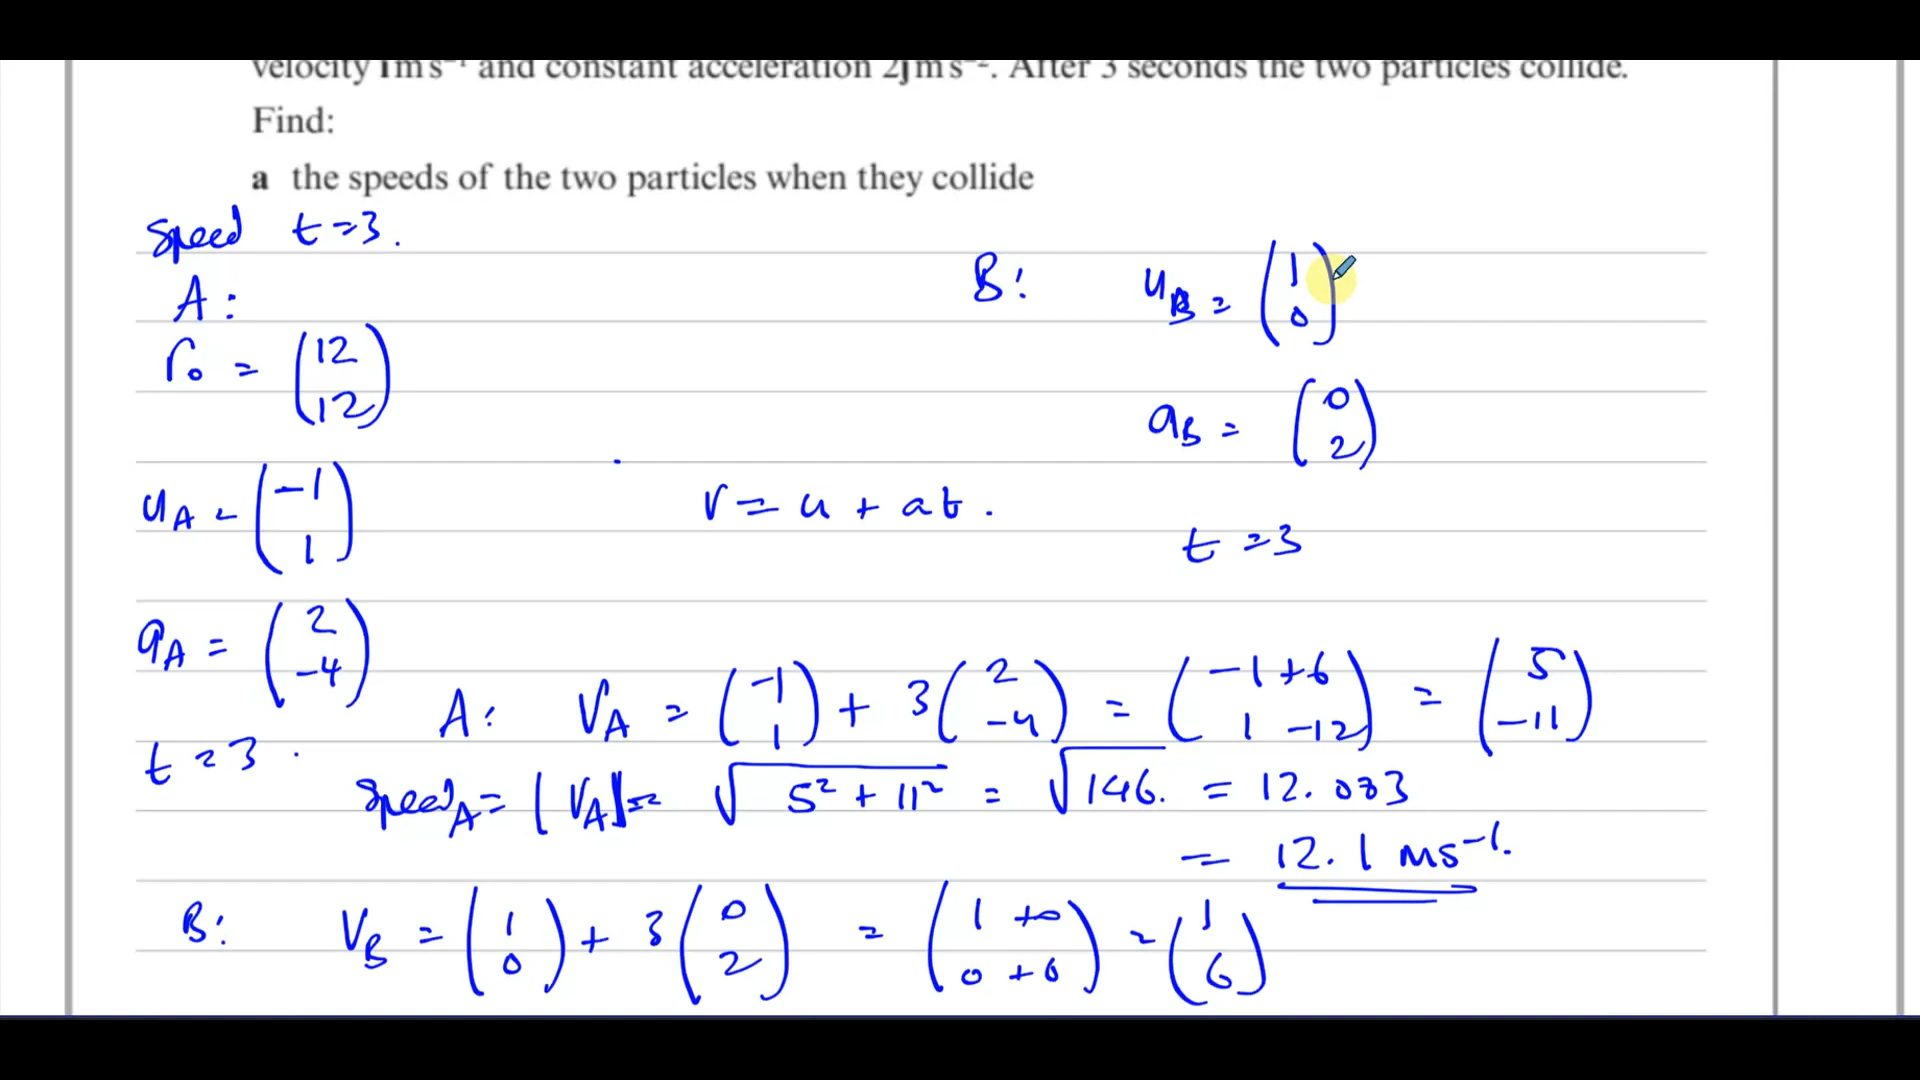 velocity i m s⁻¹ and constant acceleration 2j m s⁻². After 3 seconds the two particles collide.
Find:
a the speeds of the two particles when they collide
Speed t=3.
A:
r₀ = (12 12)
u_A = (-1 1)
a_A = (2 -4)
t=3.
B:
u_B = (1 0)
a_B = (0 2)
t=3
v = u + at.
A: V_A = (-1 1) + 3(2 -4) = (-1+6 1-12) = (5 -11)
Speed_A = |V_A| = √5² + 11² = √146. = 12.083
= 12.1 ms⁻¹.
B: V_B = (1 0) + 3(0 2) = (1+0 0+6) = (1 6)